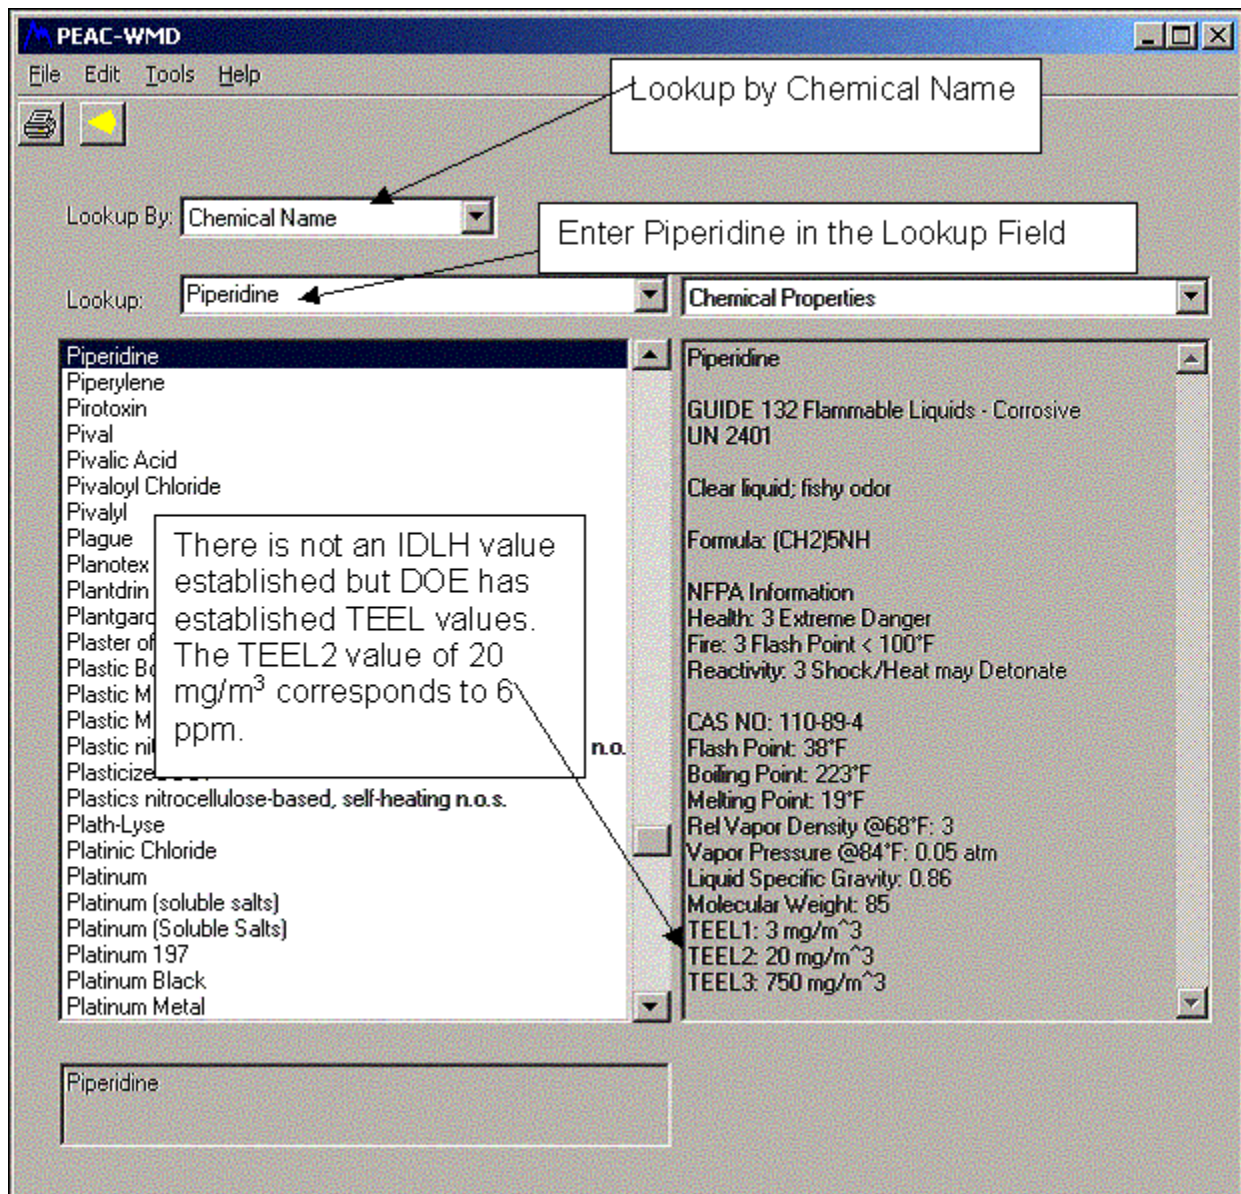 PEAC-WMD
File Edit Tools Help
Lookup by Chemical Name
Lookup By: Chemical Name
Enter Piperidine in the Lookup Field
Lookup: Piperidine
Chemical Properties
Piperidine
Piperylene
Pirotoxin
Pival
Pivalic Acid
Pivaloyl Chloride
Pivalyl
Plague
Planotex
Plantdrin
Plantgard
Plaster of
Plastic Bo
Plastic M
Plastic M
Plastic nit n.o.
Plasticize
Plastics nitrocellulose-based, self-heating n.o.s.
Plath-Lyse
Platinic Chloride
Platinum
Platinum (soluble salts)
Platinum (Soluble Salts)
Platinum 197
Platinum Black
Platinum Metal
There is not an IDLH value
established but DOE has
established TEEL values.
The TEEL2 value of 20
mg/m³ corresponds to 6
ppm.
Piperidine
GUIDE 132 Flammable Liquids - Corrosive
UN 2401
Clear liquid; fishy odor
Formula: (CH2)5NH
NFPA Information
Health: 3 Extreme Danger
Fire: 3 Flash Point < 100°F
Reactivity: 3 Shock/Heat may Detonate
CAS NO: 110-89-4
Flash Point: 38°F
Boiling Point: 223°F
Melting Point: 19°F
Rel Vapor Density @68°F: 3
Vapor Pressure @84°F: 0.05 atm
Liquid Specific Gravity: 0.86
Molecular Weight: 85
TEEL1: 3 mg/m^3
TEEL2: 20 mg/m^3
TEEL3: 750 mg/m^3
Piperidine